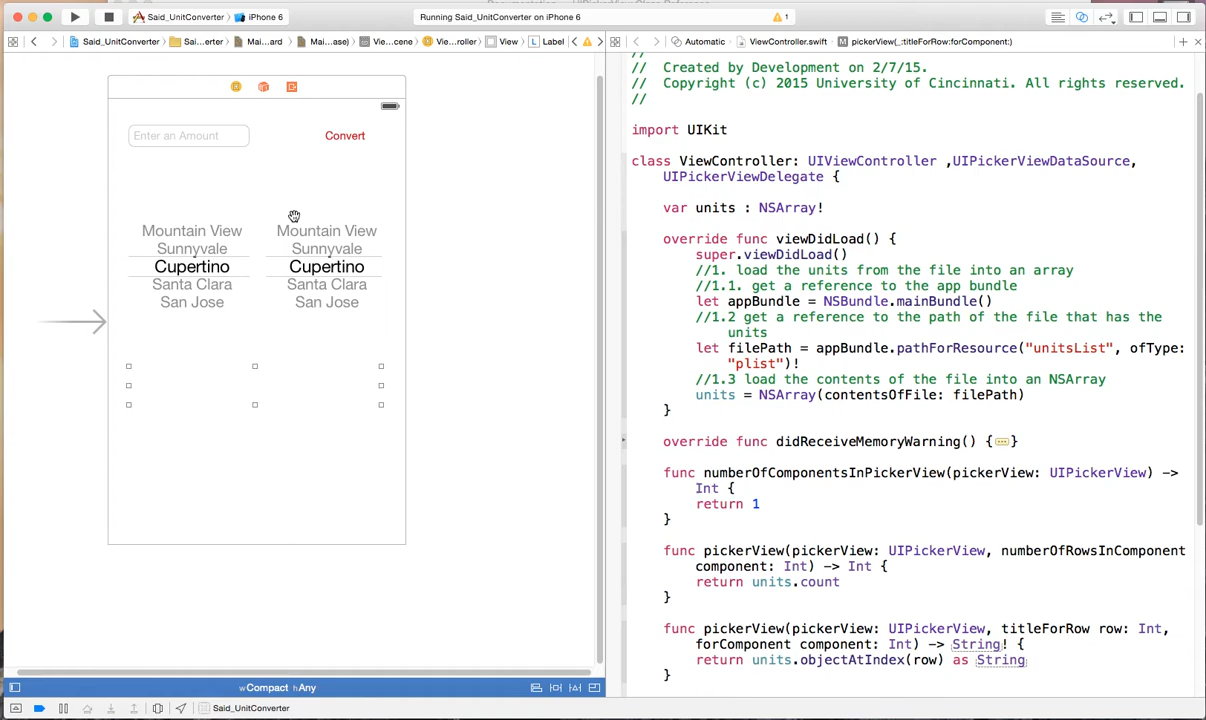 Said_UnitConverter
iPhone 6
Running Said_UnitConverter on iPhone 6
1
Said_UnitConverter
Sai...erter
Mai...ard
Mai...ase)
Vie...cene
Vie...roller
View
Label
Automatic
ViewController.swift
M
pickerView(_:titleForRow:forComponent:)
Enter an Amount
Convert
Mountain View
Sunnyvale
Cupertino
Santa Clara
San Jose
Mountain View
Sunnyvale
Cupertino
Santa Clara
San Jose
//
// Created by Development on 2/7/15.
// Copyright (c) 2015 University of Cincinnati. All rights reserved.
//
import UIKit
class ViewController: UIViewController ,UIPickerViewDataSource,
UIPickerViewDelegate {
var units : NSArray!
override func viewDidLoad() {
super.viewDidLoad()
//1. load the units from the file into an array
//1.1. get a reference to the app bundle
let appBundle = NSBundle.mainBundle()
//1.2 get a reference to the path of the file that has the
units
let filePath = appBundle.pathForResource("unitsList", ofType:
"plist")!
//1.3 load the contents of the file into an NSArray
units = NSArray(contentsOfFile: filePath)
}
override func didReceiveMemoryWarning() {...}
func numberOfComponentsInPickerView(pickerView: UIPickerView) ->
Int {
return 1
}
func pickerView(pickerView: UIPickerView, numberOfRowsInComponent
component: Int) -> Int {
return units.count
}
func pickerView(pickerView: UIPickerView, titleForRow row: Int,
forComponent component: Int) -> String! {
return units.objectAtIndex(row) as String
}
wCompact hAny
Said_UnitConverter